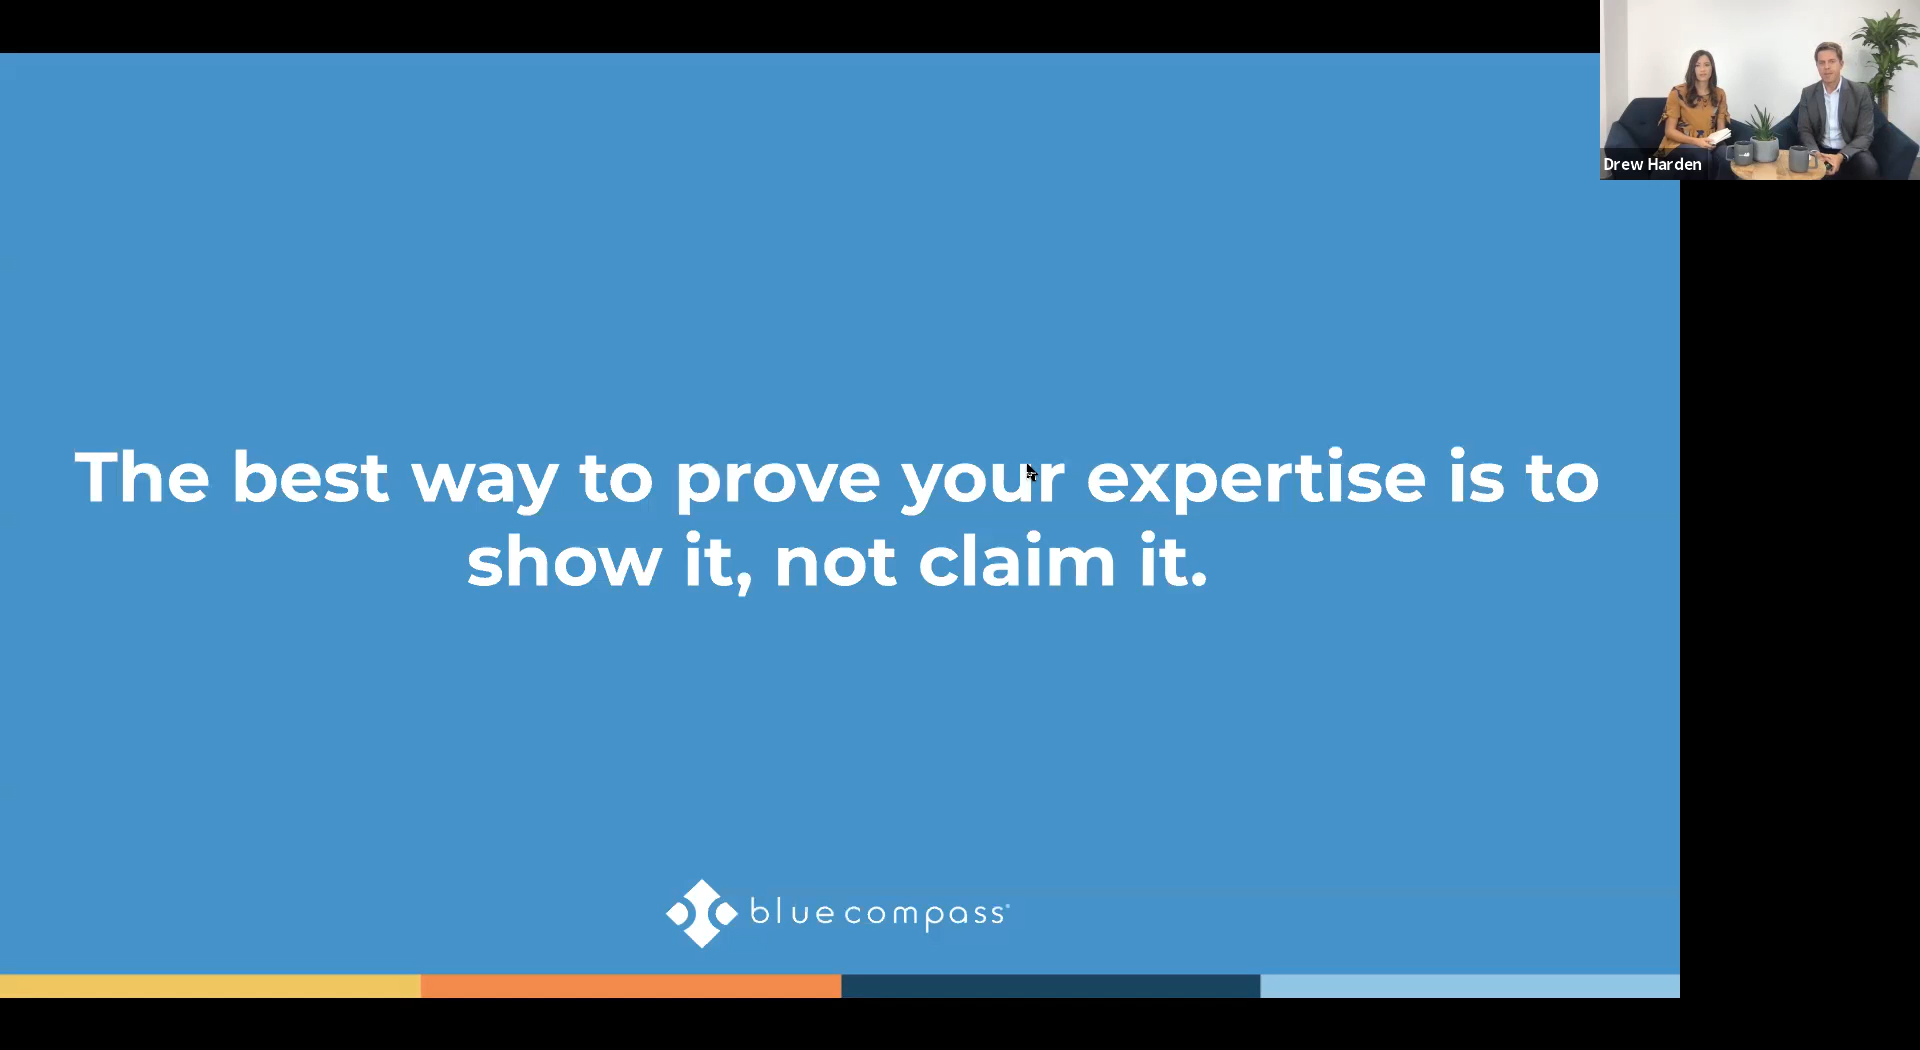 Drew Harden
The best way to prove your expertise is to
show it, not claim it.
blue compass